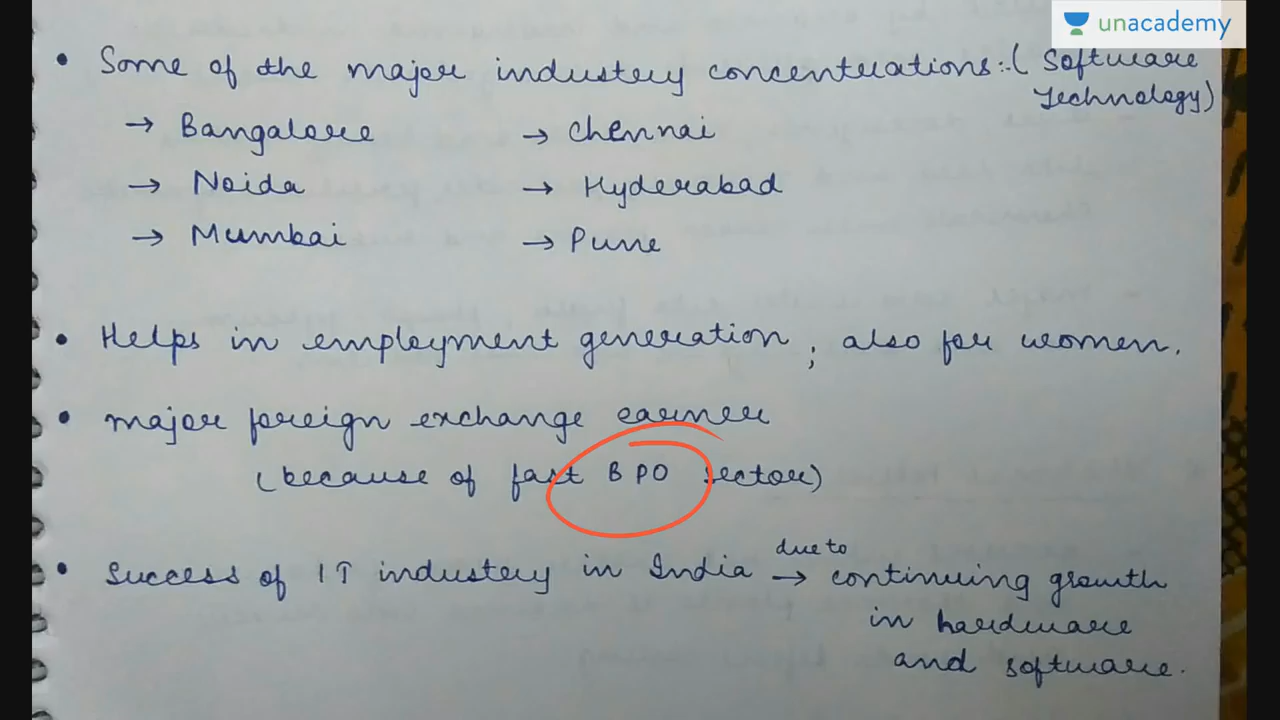 unacademy
• Some of the major industry concentrations:- (Software Technology)
→ Bangalore → Chennai
→ Noida → Hyderabad
→ Mumbai → Pune
• Helps in employment generation, also for women.
• major foreign exchange earner
(because of fast BPO sector)
• Success of IT industry in India due to → continuing growth
in hardware
and software.